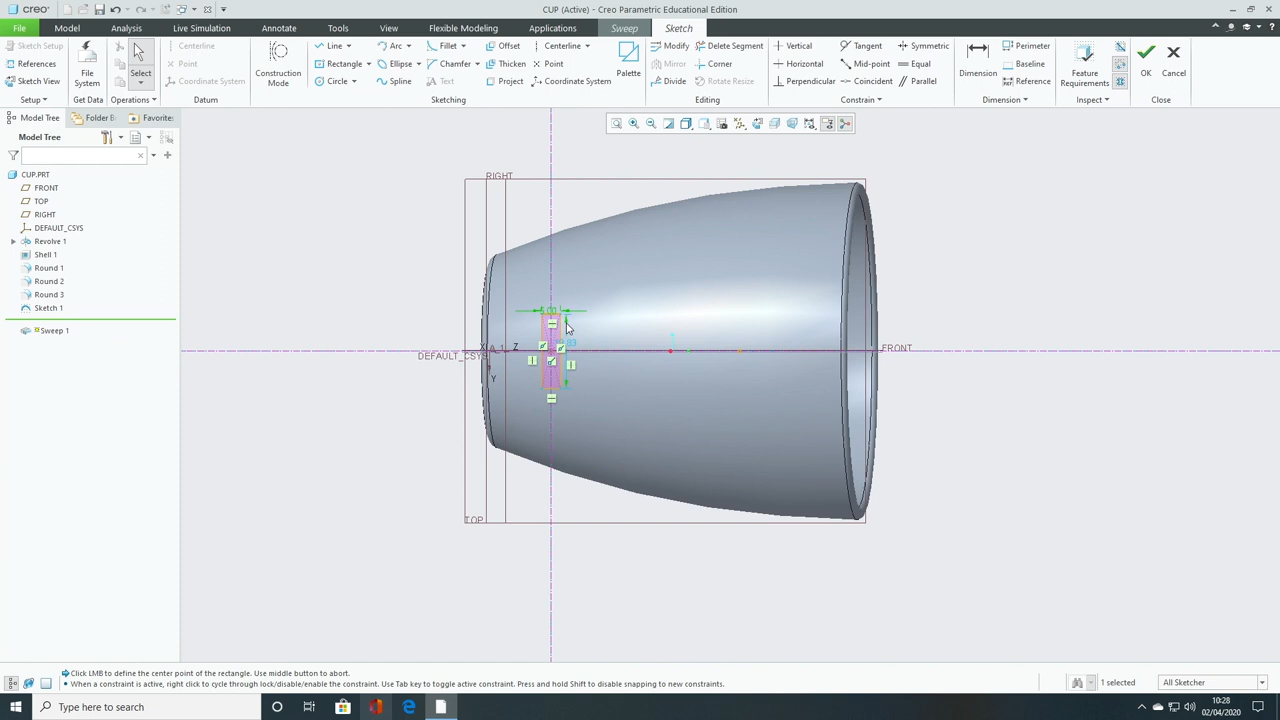 creo CUP (Active) - Creo Parametric Educational Edition
File Model Analysis Live Simulation Annotate Tools View Flexible Modeling Applications Sweep Sketch
Sketch Setup
References
Sketch View
Setup
File System
Get Data
Select
Operations
Centerline
Point
Coordinate System
Datum
Construction Mode
Line Arc Fillet Offset Centerline
Rectangle Ellipse Chamfer Thicken Point
Circle Spline Text Project Coordinate System
Palette
Sketching
Modify Delete Segment
Mirror Corner
Divide Rotate Resize
Editing
Vertical Tangent Symmetric
Horizontal Mid-point Equal
Perpendicular Coincident Parallel
Constrain
Dimension
Perimeter
Baseline
Reference
Dimension
Feature Requirements
Inspect
OK
Cancel
Close
Model Tree Folder B Favorite
Model Tree
CUP.PRT
FRONT
TOP
RIGHT
DEFAULT_CSYS
Revolve 1
Shell 1
Round 1
Round 2
Round 3
Sketch 1
Sweep 1
RIGHT
5.00
X A_1 Z
DEFAULT_CSYS
FRONT
Y
TOP
Click LMB to define the center point of the rectangle. Use middle button to abort.
When a constraint is active, right click to cycle through lock/disable/enable the constraint. Use Tab key to toggle active constraint. Press and hold Shift to disable snapping to new constraints.
1 selected
All Sketcher
Type here to search
10:28
02/04/2020